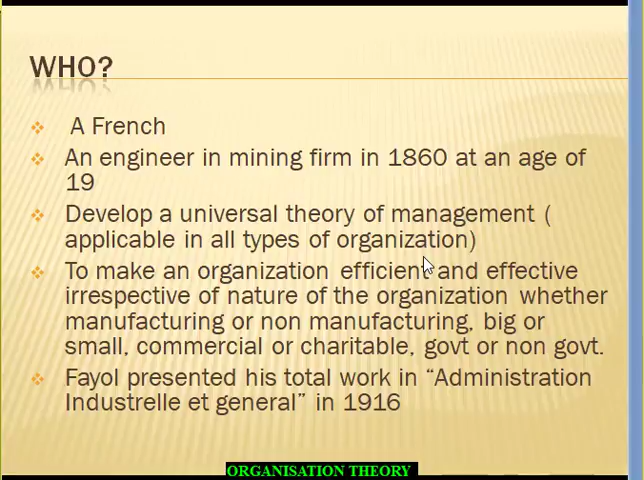 WHO?
A French
An engineer in mining firm in 1860 at an age of
19
Develop a universal theory of management (
applicable in all types of organization)
To make an organization efficient and effective
irrespective of nature of the organization whether
manufacturing or non manufacturing, big or
small, commercial or charitable, govt or non govt.
Fayol presented his total work in “Administration
Industrelle et general” in 1916
ORGANISATION THEORY